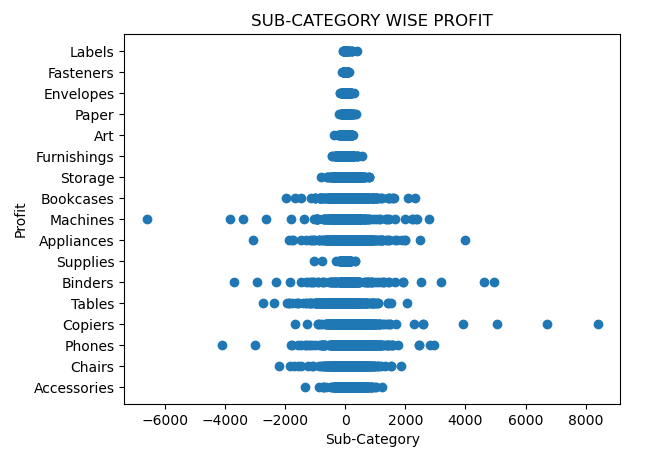 SUB-CATEGORY WISE PROFIT
Labels
Fasteners
Envelopes
Paper
Art
Furnishings
Storage
Bookcases
Machines
Appliances
Supplies
Binders
Tables
Copiers
Phones
Chairs
Accessories
Profit
−6000 −4000 −2000 0 2000 4000 6000 8000
Sub-Category